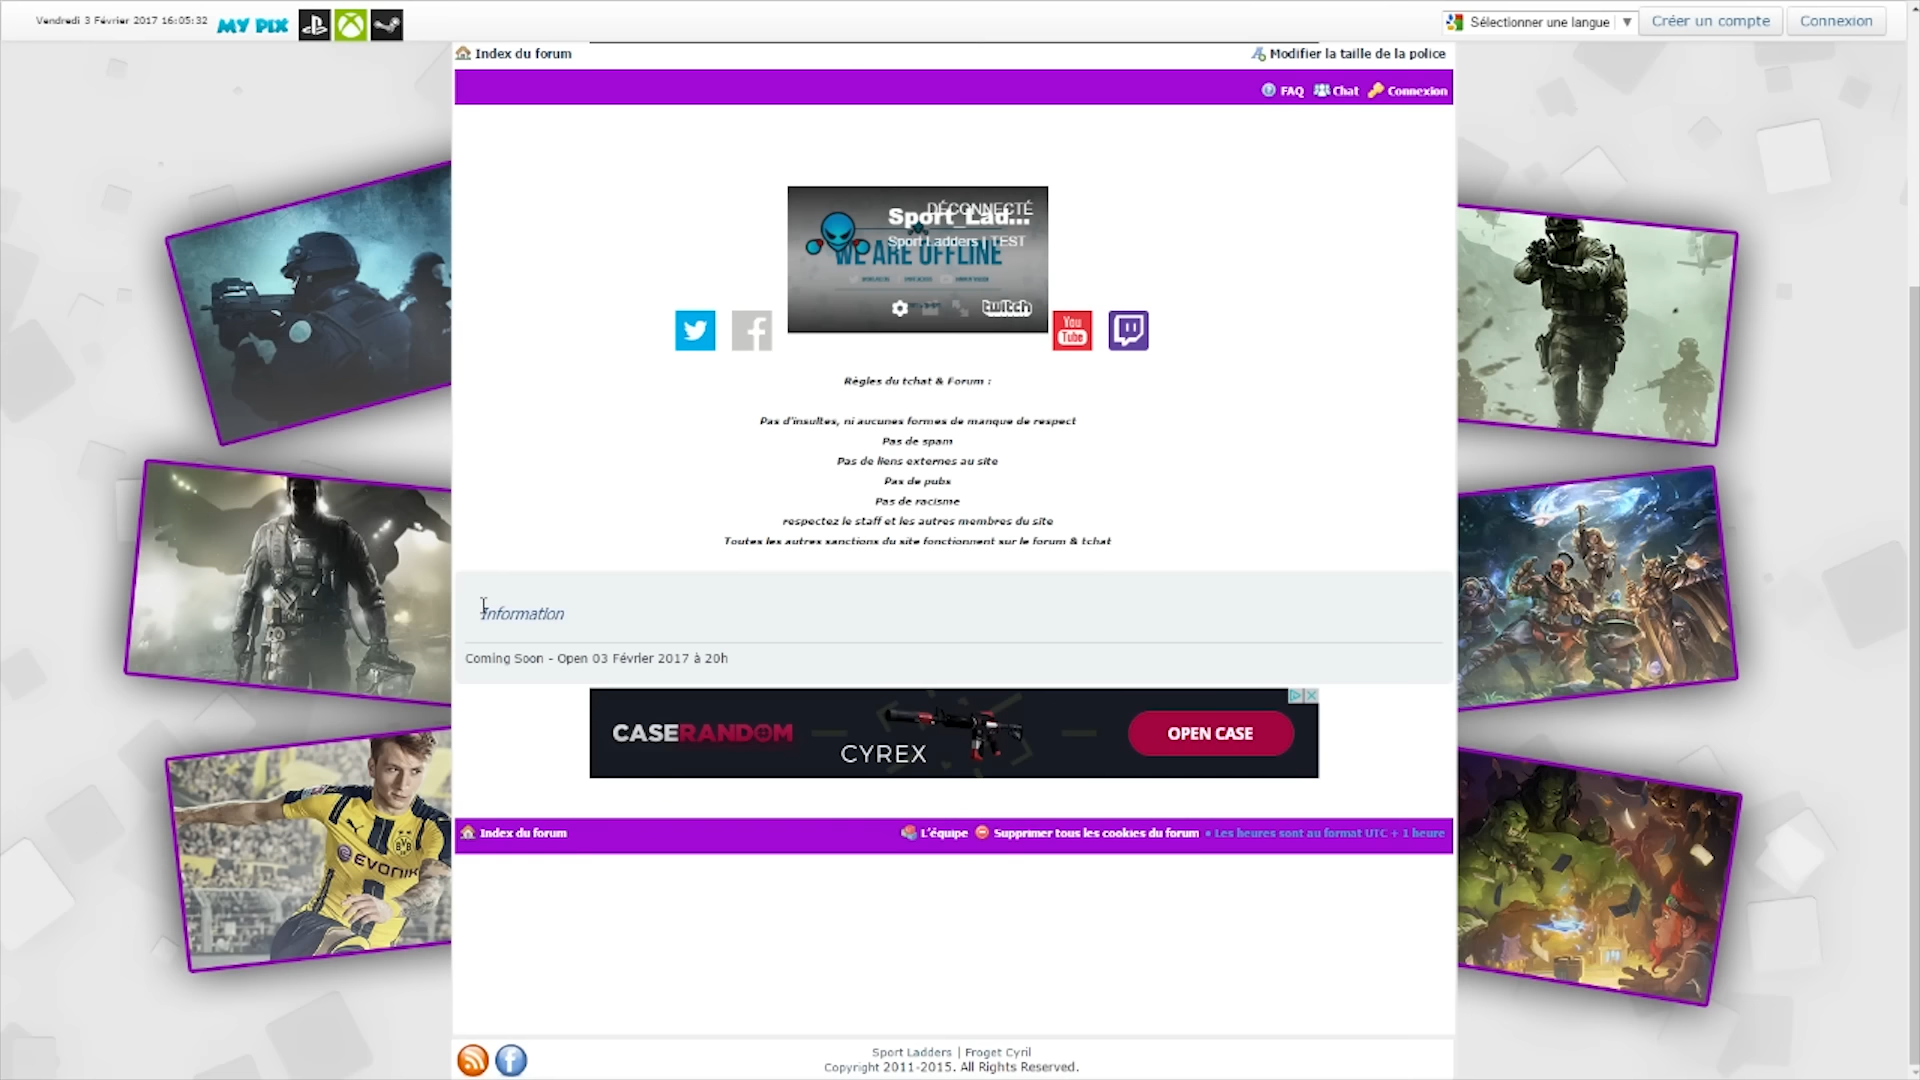 Vendredi 3 Février 2017 16:05:32
MY PIX
Sélectionner une langue ▼
Créer un compte
Connexion
Index du forum
Modifier la taille de la police
FAQ
Chat
Connexion
DÉCONNECTÉ
Sport_Lad...
Sport Ladders | TEST
WE ARE OFFLINE
twitch
You
Tube
Règles du tchat & Forum :
Pas d'insultes, ni aucunes formes de manque de respect
Pas de spam
Pas de liens externes au site
Pas de pubs
Pas de racisme
respectez le staff et les autres membres du site
Toutes les autres sanctions du site fonctionnent sur le forum & tchat
Information
Coming Soon - Open 03 Février 2017 à 20h
CASERANDOM
CYREX
OPEN CASE
EVONIK
BVB
09
Index du forum
L'équipe
Supprimer tous les cookies du forum
• Les heures sont au format UTC + 1 heure
Sport Ladders | Froget Cyril
Copyright 2011-2015. All Rights Reserved.